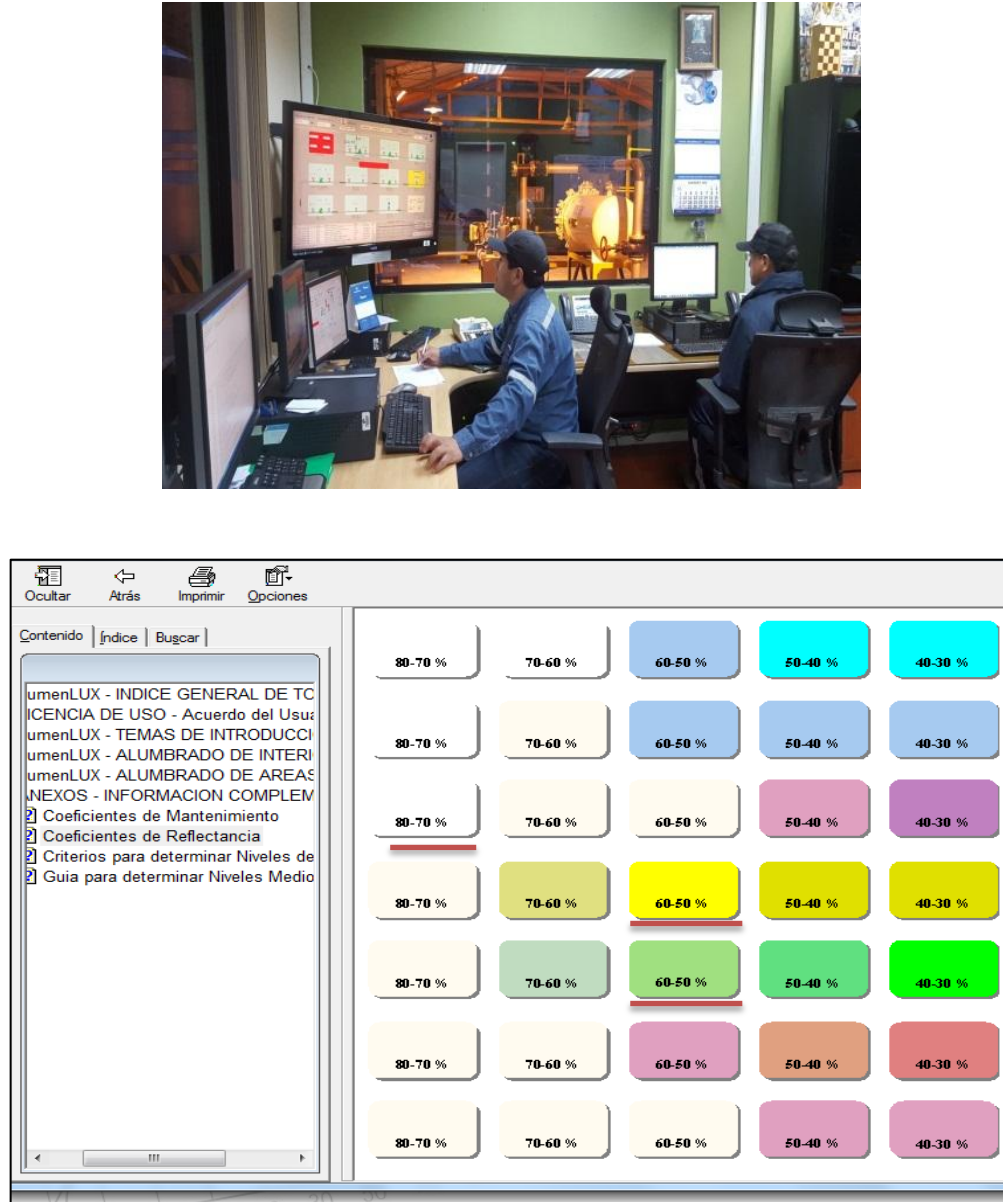 Ocultar Atrás Imprimir Opciones
Contenido Índice Buscar
umenLUX - INDICE GENERAL DE TO
ICENCIA DE USO - Acuerdo del Usua
umenLUX - TEMAS DE INTRODUCCI
umenLUX - ALUMBRADO DE INTERI
umenLUX - ALUMBRADO DE AREAS
ANEXOS - INFORMACION COMPLEM
Coeficientes de Mantenimiento
Coeficientes de Reflectancia
Criterios para determinar Niveles de
Guia para determinar Niveles Medio
80-70 % 70-60 % 60-50 % 50-40 % 40-30 %
80-70 % 70-60 % 60-50 % 50-40 % 40-30 %
80-70 % 70-60 % 60-50 % 50-40 % 40-30 %
80-70 % 70-60 % 60-50 % 50-40 % 40-30 %
80-70 % 70-60 % 60-50 % 50-40 % 40-30 %
80-70 % 70-60 % 60-50 % 50-40 % 40-30 %
80-70 % 70-60 % 60-50 % 50-40 % 40-30 %